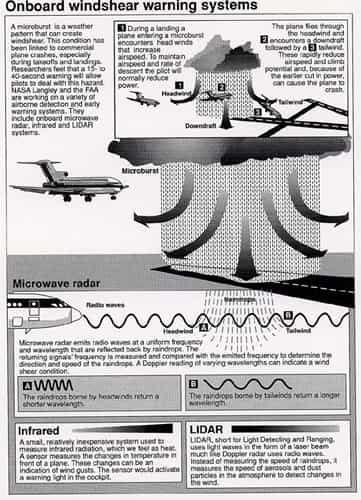 Onboard windshear warning systems
A microburst is a weather
pattern that can create
windshear. This condition has
been linked to commercial
plane crashes, especially
during takeoffs and landings.
Researchers feel that a 15- to
40-second warning will allow
pilots to deal with this hazard.
NASA Langley and the FAA
are working on a variety of
airborne detection and early
warning systems. They
include onboard microwave
radar, infrared and LIDAR
systems.
1 During a landing a
plane entering a microburst
encounters head winds
that increase
airspeed. To maintain
airspeed and rate of
descent the pilot will
normally reduce
power.
The plane flies through
the headwind and
2 encounters a downdraft
followed by a 3 tailwind.
These rapidly reduce
airspeed and climb
potential and, because of
the earlier cut in power,
can cause the plane to
crash.
1
Headwind
2
3
Tailwind
Downdraft
Microburst
Microwave radar
Radio waves
Raindrops
Headwind
A
B
Tailwind
Microwave radar emits radio waves at a uniform frequency
and wavelength that are reflected back by raindrops. The
returning signals' frequency is measured and compared with the emitted frequency to determine the
direction and speed of the raindrops. A Doppler reading of varying wavelengths can indicate a wind
shear condition.
A
The raindrops borne by headwinds return a
shorter wavelength.
B
The raindrops borne by tailwinds return a longer
wavelength.
Infrared
A small, relatively inexpensive system used to
measure infrared radiation, which we feel as heat.
A sensor measures the changes in temperature in
front of a plane. These changes can be an
indication of wind gusts. The sensor would activate
a warning light in the cockpit.
LIDAR
LIDAR, short for Light Detecting and Ranging,
uses light waves in the form of a laser beam
much like Doppler radar uses radio waves.
Instead of measuring the speed of raindrops, it
measures the speed of aerosols and dust
particles in the atmosphere to detect changes in
the wind.